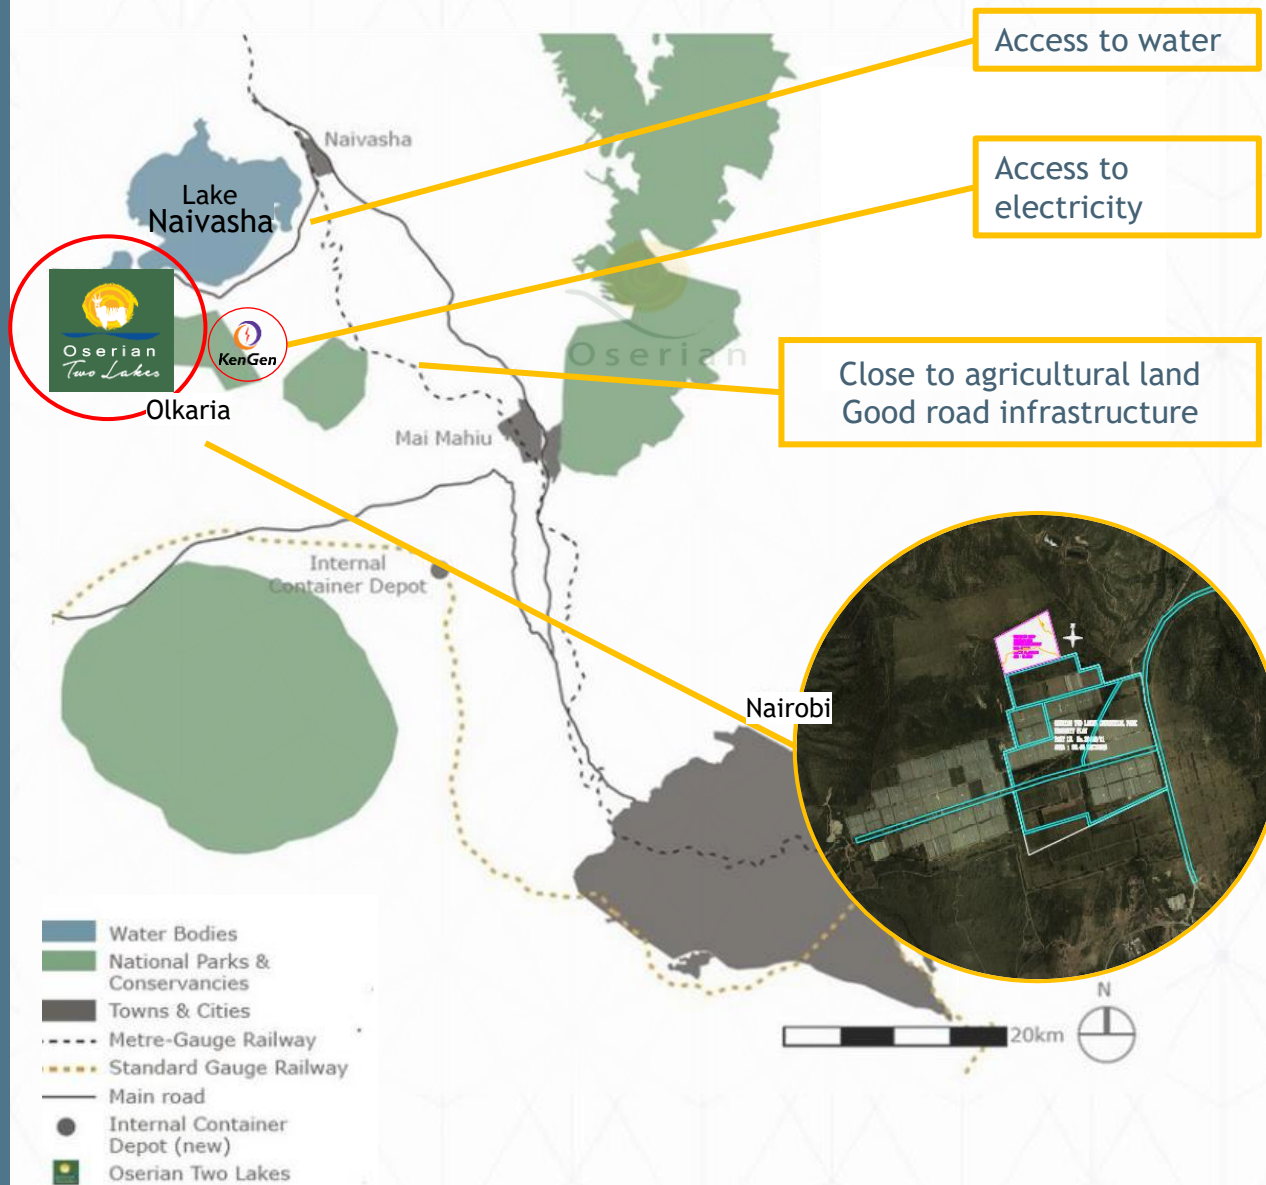 Access to water
Naivasha
Access to
electricity
Lake
Naivasha
Oserian
Two Lakes
KenGen
Oserian
Close to agricultural land
Good road infrastructure
Olkaria
Mai Mahiu
Internal
Container Depot
Nairobi
Water Bodies
National Parks &
Conservancies
Towns & Cities
Metre-Gauge Railway
Standard Gauge Railway
Main road
Internal Container
Depot (new)
Oserian Two Lakes
N
20km